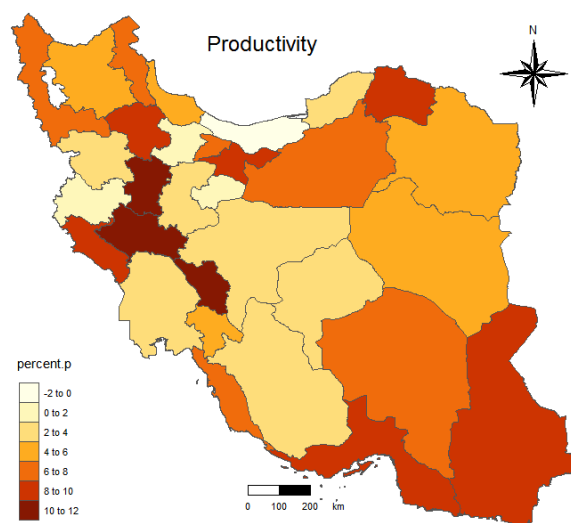 Productivity
N
percent.p
-2 to 0
0 to 2
2 to 4
4 to 6
6 to 8
8 to 10
10 to 12
0 100 200 km